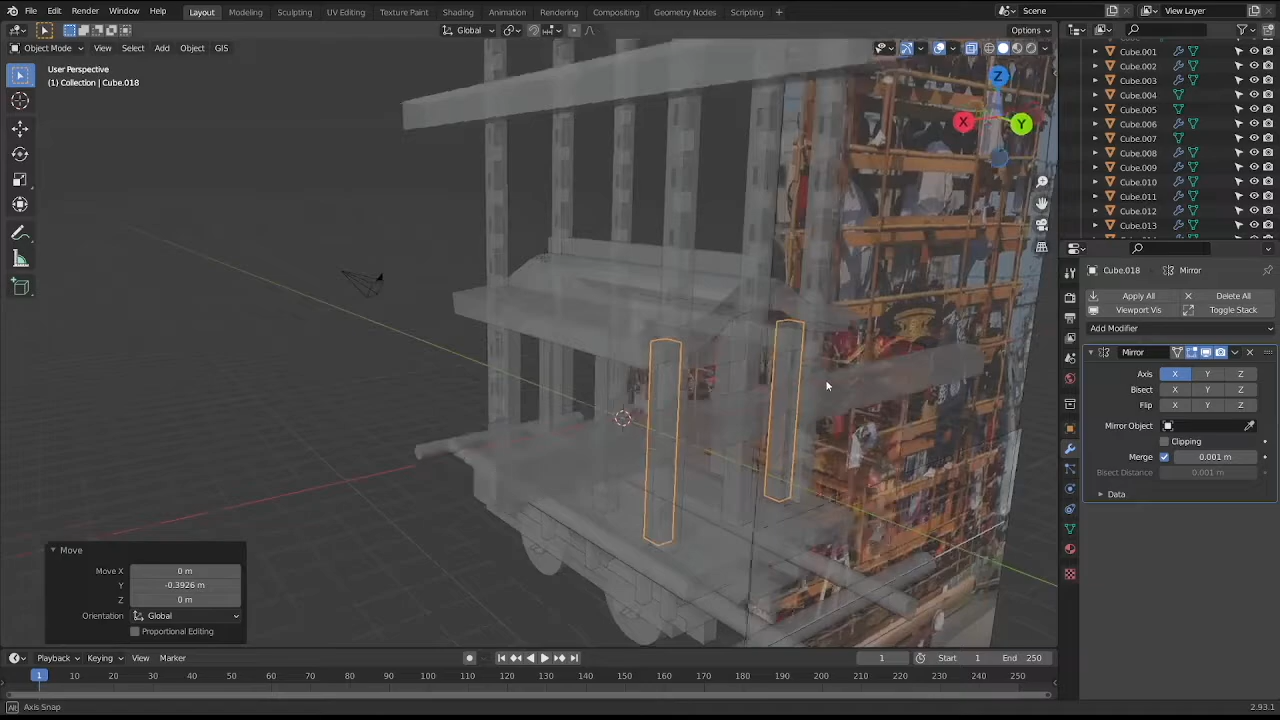 File Edit Render Window Help Layout Modeling Sculpting UV Editing Texture Paint Shading Animation Rendering Compositing Geometry Nodes Scripting + Scene View Layer
Global Options
Object Mode View Select Add Object GIS
User Perspective
(1) Collection | Cube.018
Z
X
Y
Cube.001
Cube.002
Cube.003
Cube.004
Cube.005
Cube.006
Cube.007
Cube.008
Cube.009
Cube.010
Cube.011
Cube.012
Cube.013
Cube.018 Mirror
Apply All Delete All
Viewport Vis Toggle Stack
Add Modifier
Mirror
Axis X Y Z
Bisect X Y Z
Flip X Y Z
Mirror Object
Clipping
Merge 0.001 m
Bisect Distance 0.001 m
Data
Move
Move X 0 m
Y -0.3926 m
Z 0 m
Orientation Global
Proportional Editing
Playback Keying View Marker 1 Start 1 End 250
1 10 20 30 40 50 60 70 80 90 100 110 120 130 140 150 160 170 180 190 200 210 220 230 240 250
Alt Axis Snap 2.93.1